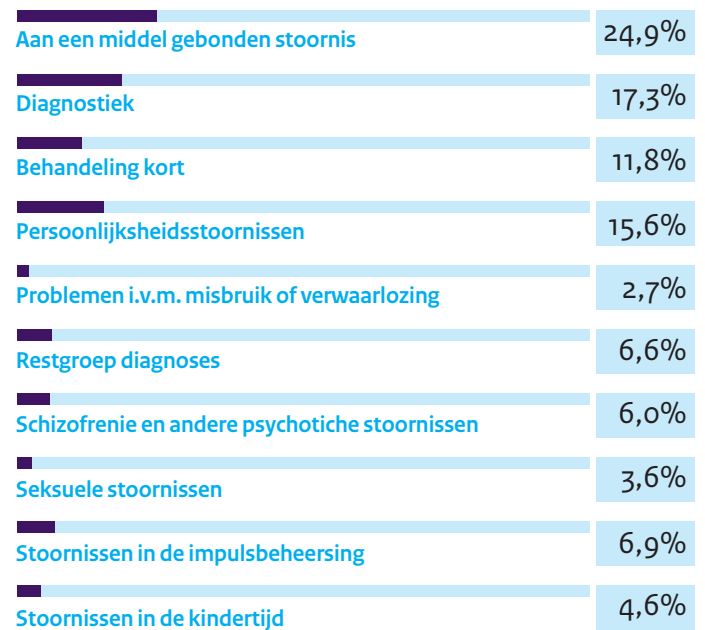 Aan een middel gebonden stoornis 24,9%
Diagnostiek 17,3%
Behandeling kort 11,8%
Persoonlijksheidsstoornissen 15,6%
Problemen i.v.m. misbruik of verwaarlozing 2,7%
Restgroep diagnoses 6,6%
Schizofrenie en andere psychotiche stoornissen 6,0%
Seksuele stoornissen 3,6%
Stoornissen in de impulsbeheersing 6,9%
Stoornissen in de kindertijd 4,6%